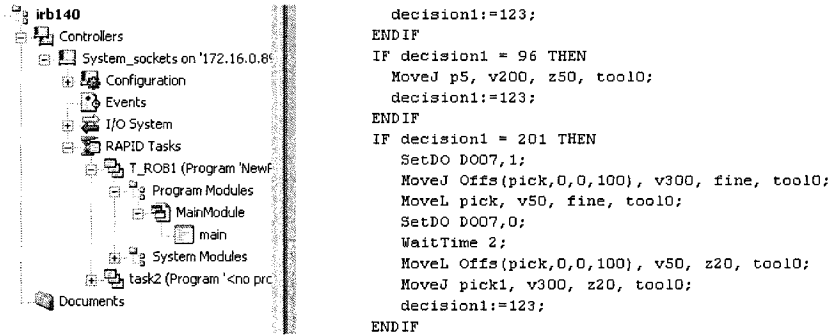 irb140
Controllers
System_sockets on '172.16.0.89
Configuration
Events
I/O System
RAPID Tasks
T_ROB1 (Program 'NewF
Program Modules
MainModule
main
System Modules
task2 (Program '<no prc
Documents
decision1:=123;
ENDIF
IF decision1 = 96 THEN
MoveJ p5, v200, z50, tool0;
decision1:=123;
ENDIF
IF decision1 = 201 THEN
SetDO DO07,1;
MoveJ Offs(pick,0,0,100), v300, fine, tool0;
MoveL pick, v50, fine, tool0;
SetDO DO07,0;
WaitTime 2;
MoveL Offs(pick,0,0,100), v50, z20, tool0;
MoveJ pick1, v300, z20, tool0;
decision1:=123;
ENDIF